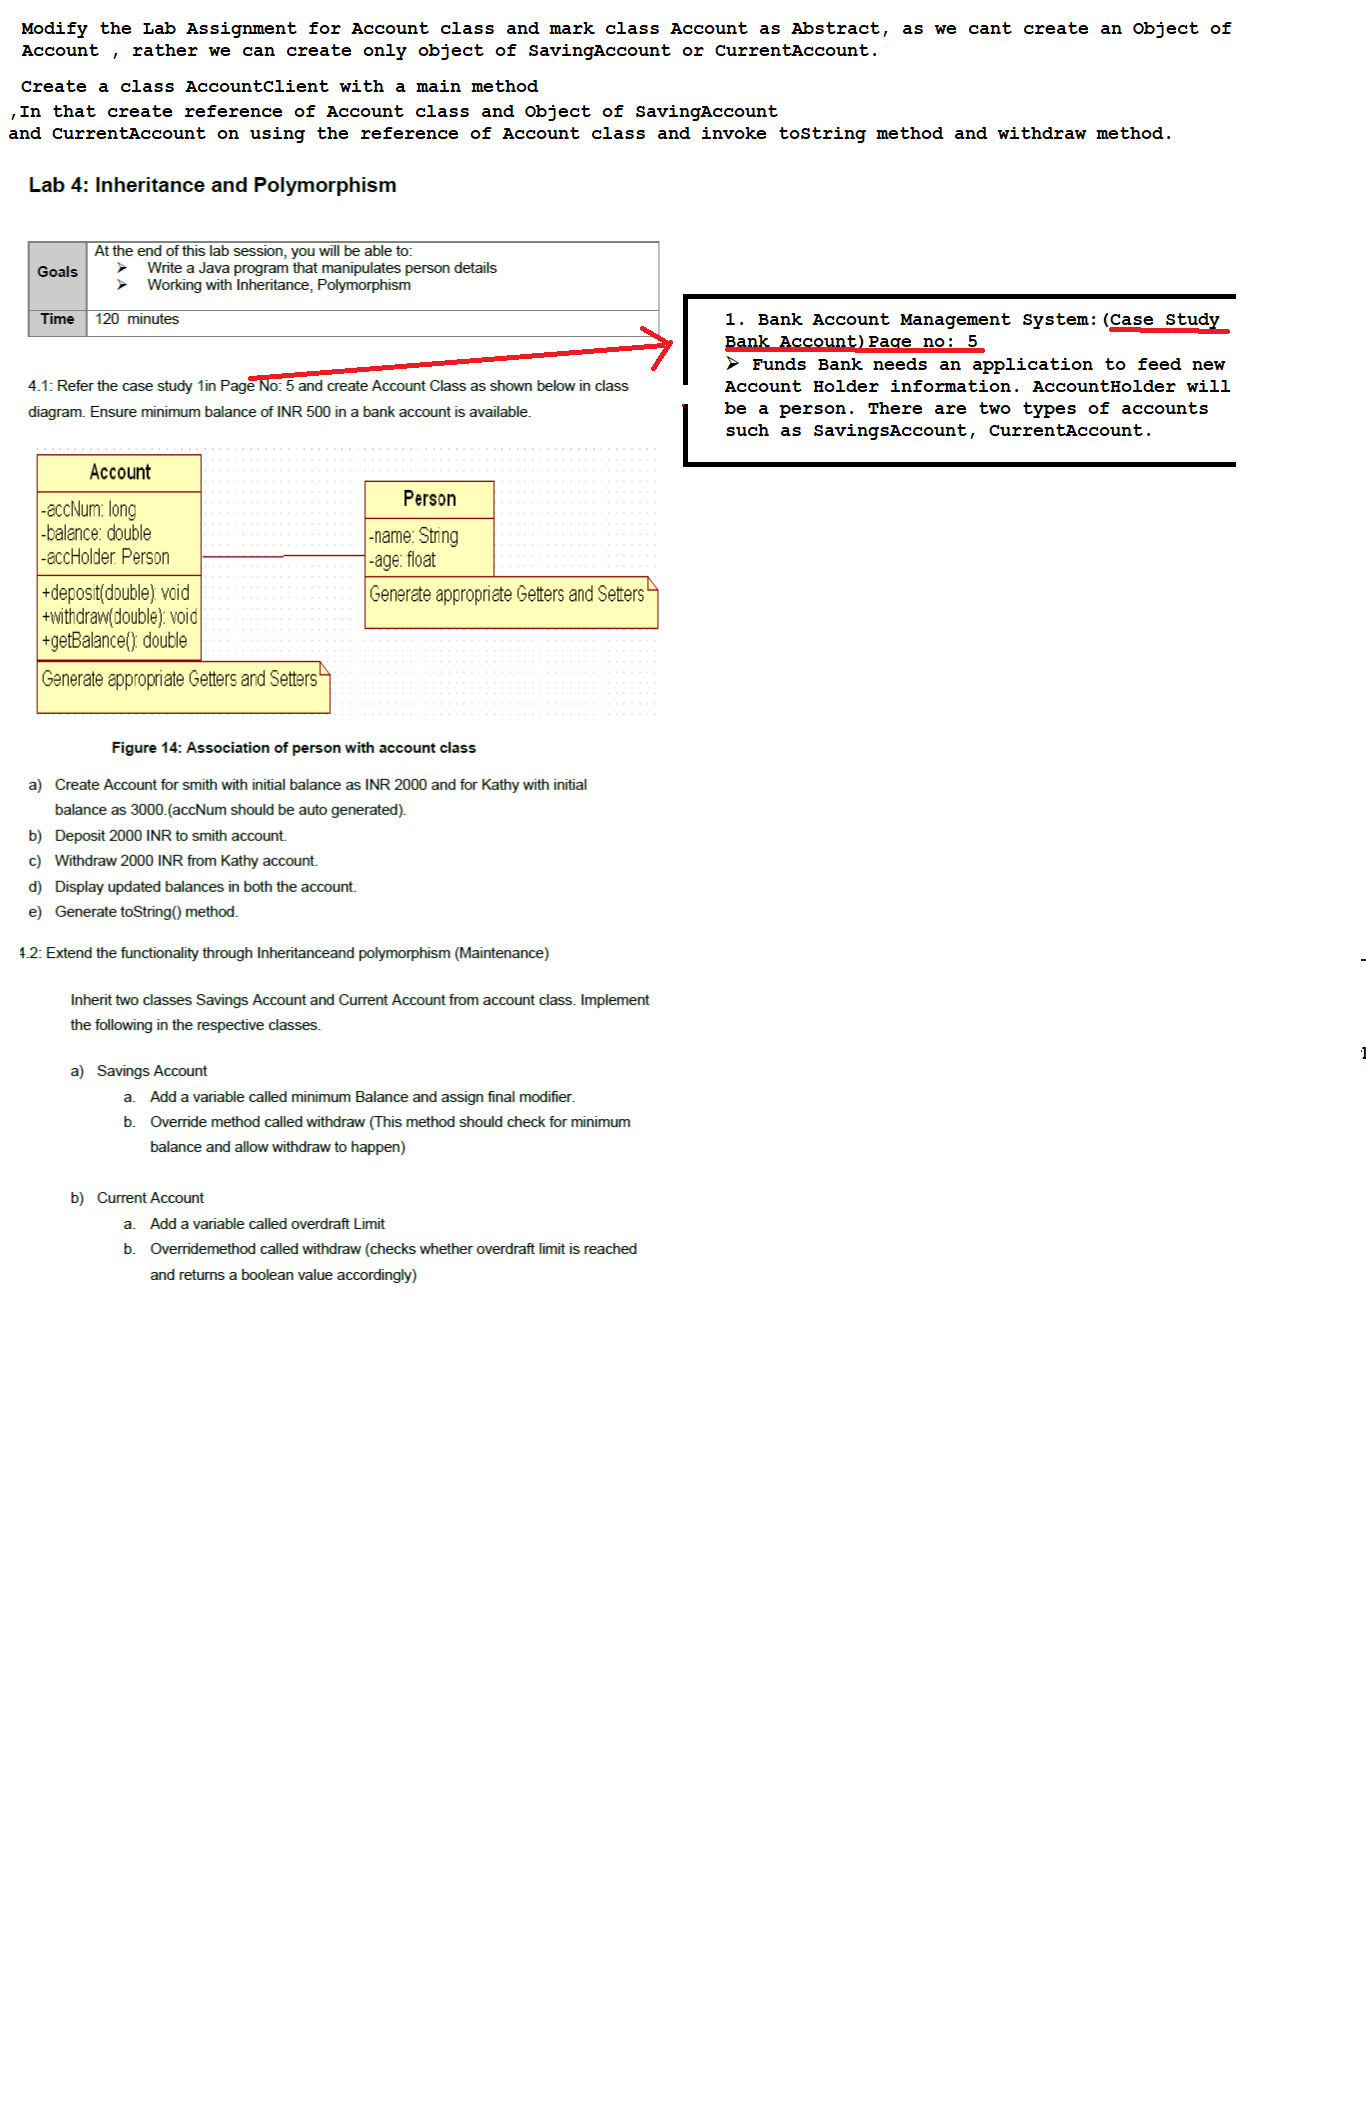 Modify the Lab Assignment for Account class and mark class Account as Abstract, as we cant create an Object of
Account , rather we can create only object of SavingAccount or CurrentAccount.
Create a class AccountClient with a main method
,In that create reference of Account class and Object of SavingAccount
and CurrentAccount on using the reference of Account class and invoke toString method and withdraw method.
Lab 4: Inheritance and Polymorphism
Goals
At the end of this lab session, you will be able to:
➢ Write a Java program that manipulates person details
➢ Working with Inheritance, Polymorphism
Time
120 minutes
1. Bank Account Management System:(Case Study
Bank Account)Page no: 5
➢ Funds Bank needs an application to feed new
Account Holder information. AccountHolder will
be a person. There are two types of accounts
such as SavingsAccount, CurrentAccount.
4.1: Refer the case study 1in Page No: 5 and create Account Class as shown below in class
diagram. Ensure minimum balance of INR 500 in a bank account is available.
Account
-accNum: long
-balance: double
-accHolder: Person
+deposit(double): void
+withdraw(double): void
+getBalance(): double
Generate appropriate Getters and Setters
Person
-name: String
-age: float
Generate appropriate Getters and Setters
Figure 14: Association of person with account class
a) Create Account for smith with initial balance as INR 2000 and for Kathy with initial
balance as 3000.(accNum should be auto generated).
b) Deposit 2000 INR to smith account.
c) Withdraw 2000 INR from Kathy account.
d) Display updated balances in both the account.
e) Generate toString() method.
4.2: Extend the functionality through Inheritanceand polymorphism (Maintenance)
Inherit two classes Savings Account and Current Account from account class. Implement
the following in the respective classes.
a) Savings Account
a. Add a variable called minimum Balance and assign final modifier.
b. Override method called withdraw (This method should check for minimum
balance and allow withdraw to happen)
b) Current Account
a. Add a variable called overdraft Limit
b. Overridemethod called withdraw (checks whether overdraft limit is reached
and returns a boolean value accordingly)